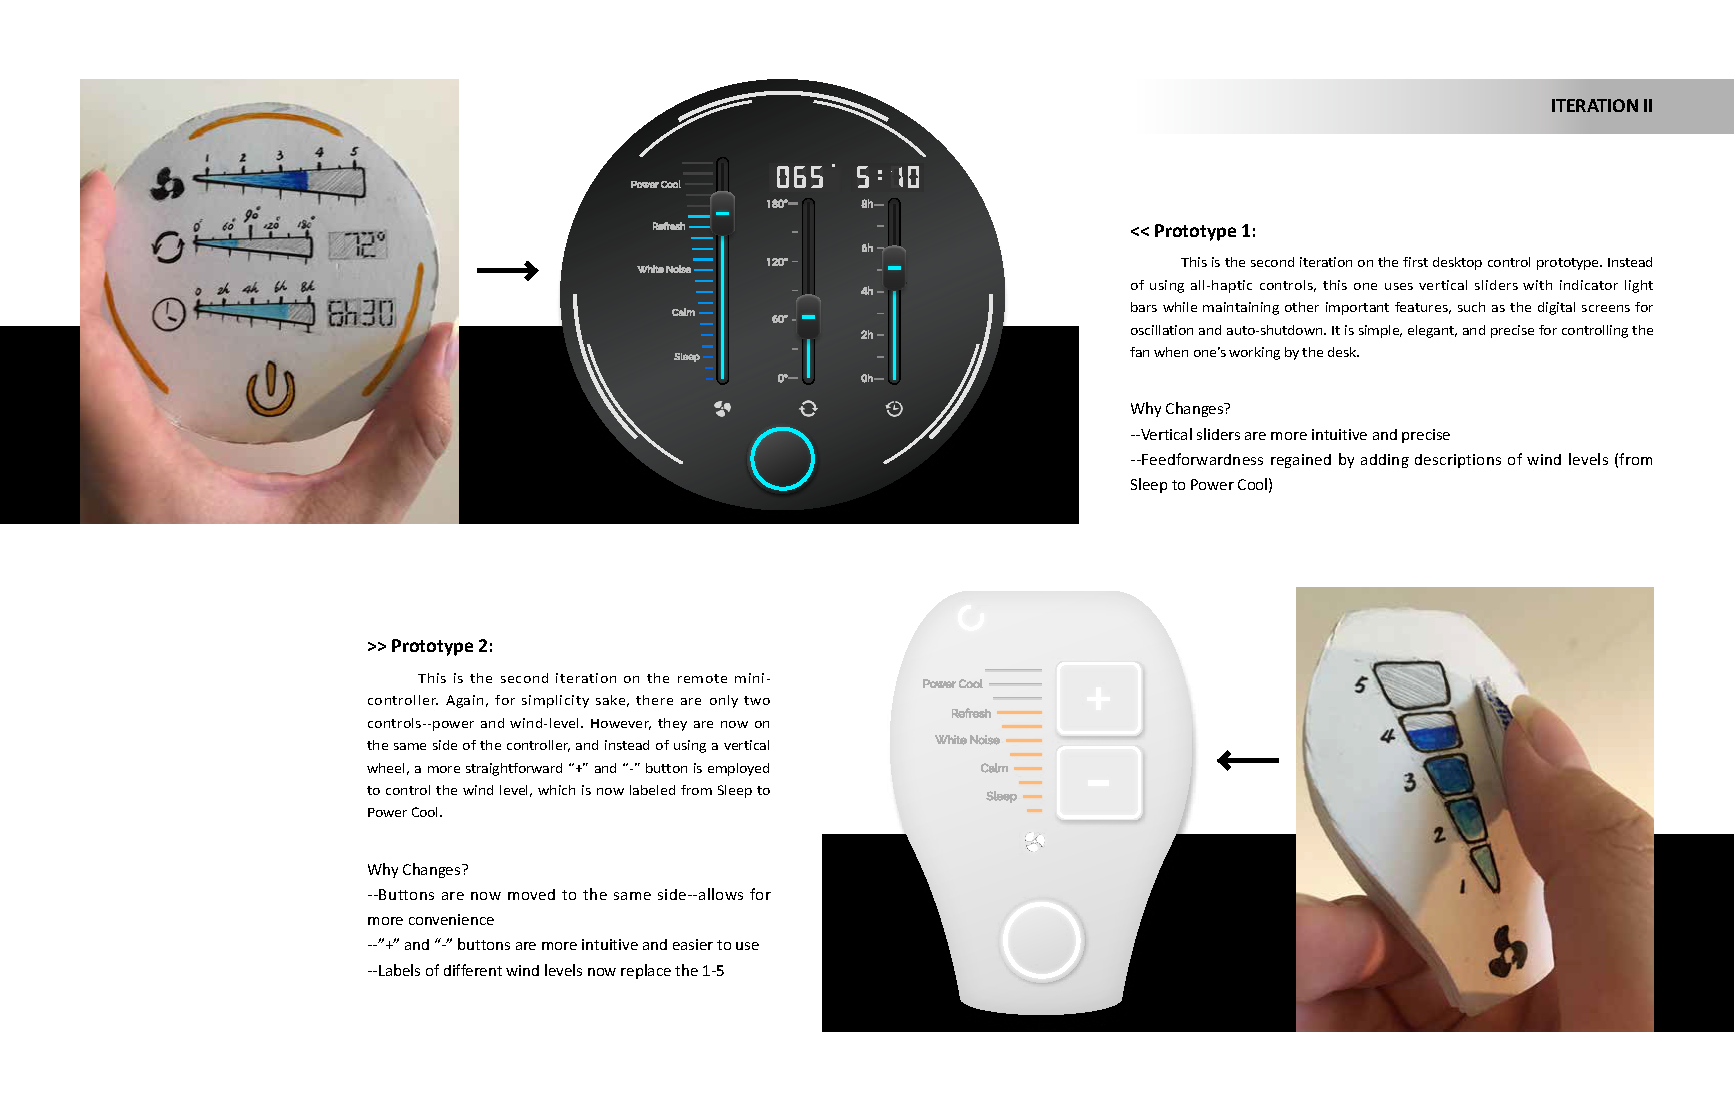 ITERATION II
1 2 3 4 5
0° 60° 90° 120° 180°
72°
0 2h 4h 6h 8h
6h30
065° 5:10
Power Cool
Refresh
White Noise
Calm
Sleep
180°
120°
60°
0°
8h
6h
4h
2h
0h
<< Prototype 1:
This is the second iteration on the first desktop control prototype. Instead
of using all-haptic controls, this one uses vertical sliders with indicator light
bars while maintaining other important features, such as the digital screens for
oscillation and auto-shutdown. It is simple, elegant, and precise for controlling the
fan when one's working by the desk.
Why Changes?
--Vertical sliders are more intuitive and precise
--Feedforwardness regained by adding descriptions of wind levels (from
Sleep to Power Cool)
>> Prototype 2:
This is the second iteration on the remote mini-
controller. Again, for simplicity sake, there are only two
controls--power and wind-level. However, they are now on
the same side of the controller, and instead of using a vertical
wheel, a more straightforward “+” and “-” button is employed
to control the wind level, which is now labeled from Sleep to
Power Cool.
Why Changes?
--Buttons are now moved to the same side--allows for
more convenience
--”+” and “-” buttons are more intuitive and easier to use
--Labels of different wind levels now replace the 1-5
Power Cool
Refresh
White Noise
Calm
Sleep
+
-
5
4
3
2
1